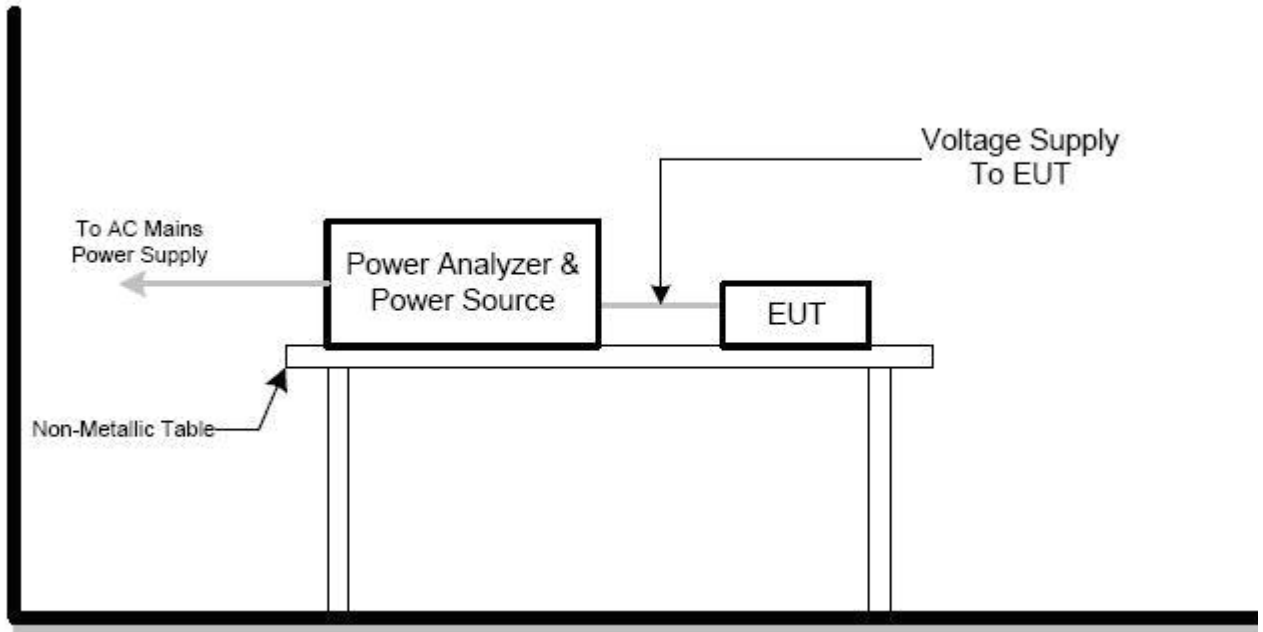 Voltage Supply
To EUT
To AC Mains
Power Supply
Power Analyzer &
Power Source
EUT
Non-Metallic Table